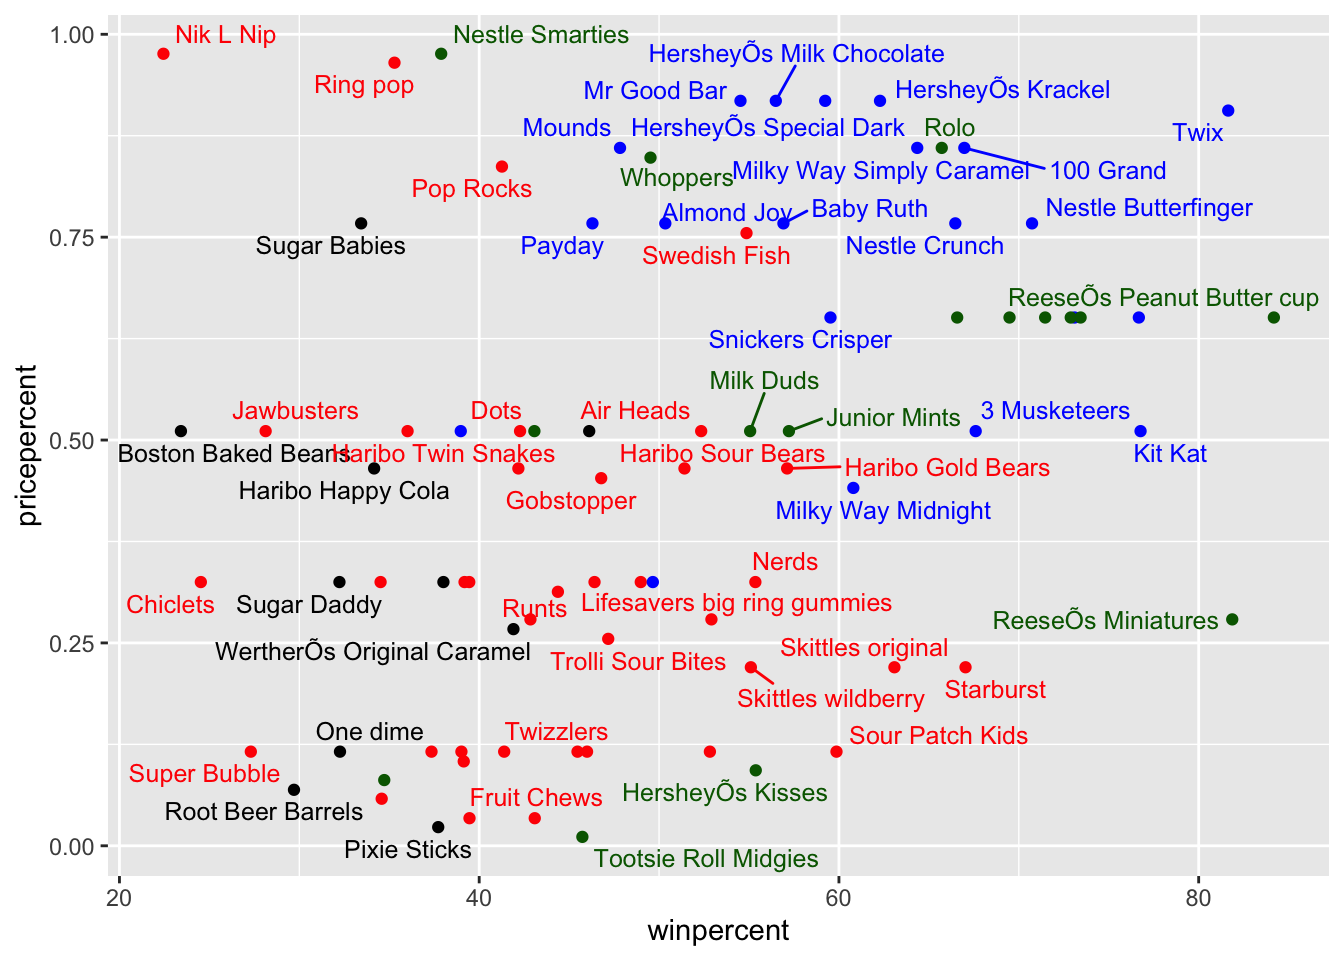 1.00
Nik L Nip
Nestle Smarties
HersheyÕs Milk Chocolate
Ring pop
Mr Good Bar
HersheyÕs Krackel
Mounds
HersheyÕs Special Dark
Rolo
Twix
Whoppers
Milky Way Simply Caramel
100 Grand
Pop Rocks
Almond Joy
Baby Ruth
Nestle Butterfinger
0.75
Sugar Babies
Payday
Swedish Fish
Nestle Crunch
ReeseÕs Peanut Butter cup
Snickers Crisper
Milk Duds
Jawbusters
Dots
Air Heads
Junior Mints
3 Musketeers
0.50
Boston Baked Beans
Haribo Twin Snakes
Haribo Sour Bears
Haribo Gold Bears
Kit Kat
Haribo Happy Cola
Gobstopper
Milky Way Midnight
Nerds
Chiclets
Sugar Daddy
Runts
Lifesavers big ring gummies
ReeseÕs Miniatures
0.25
WertherÕs Original Caramel
Trolli Sour Bites
Skittles original
Skittles wildberry
Starburst
One dime
Twizzlers
Sour Patch Kids
Super Bubble
HersheyÕs Kisses
Root Beer Barrels
Fruit Chews
0.00
Pixie Sticks
Tootsie Roll Midgies
20
40
60
80
winpercent
pricepercent